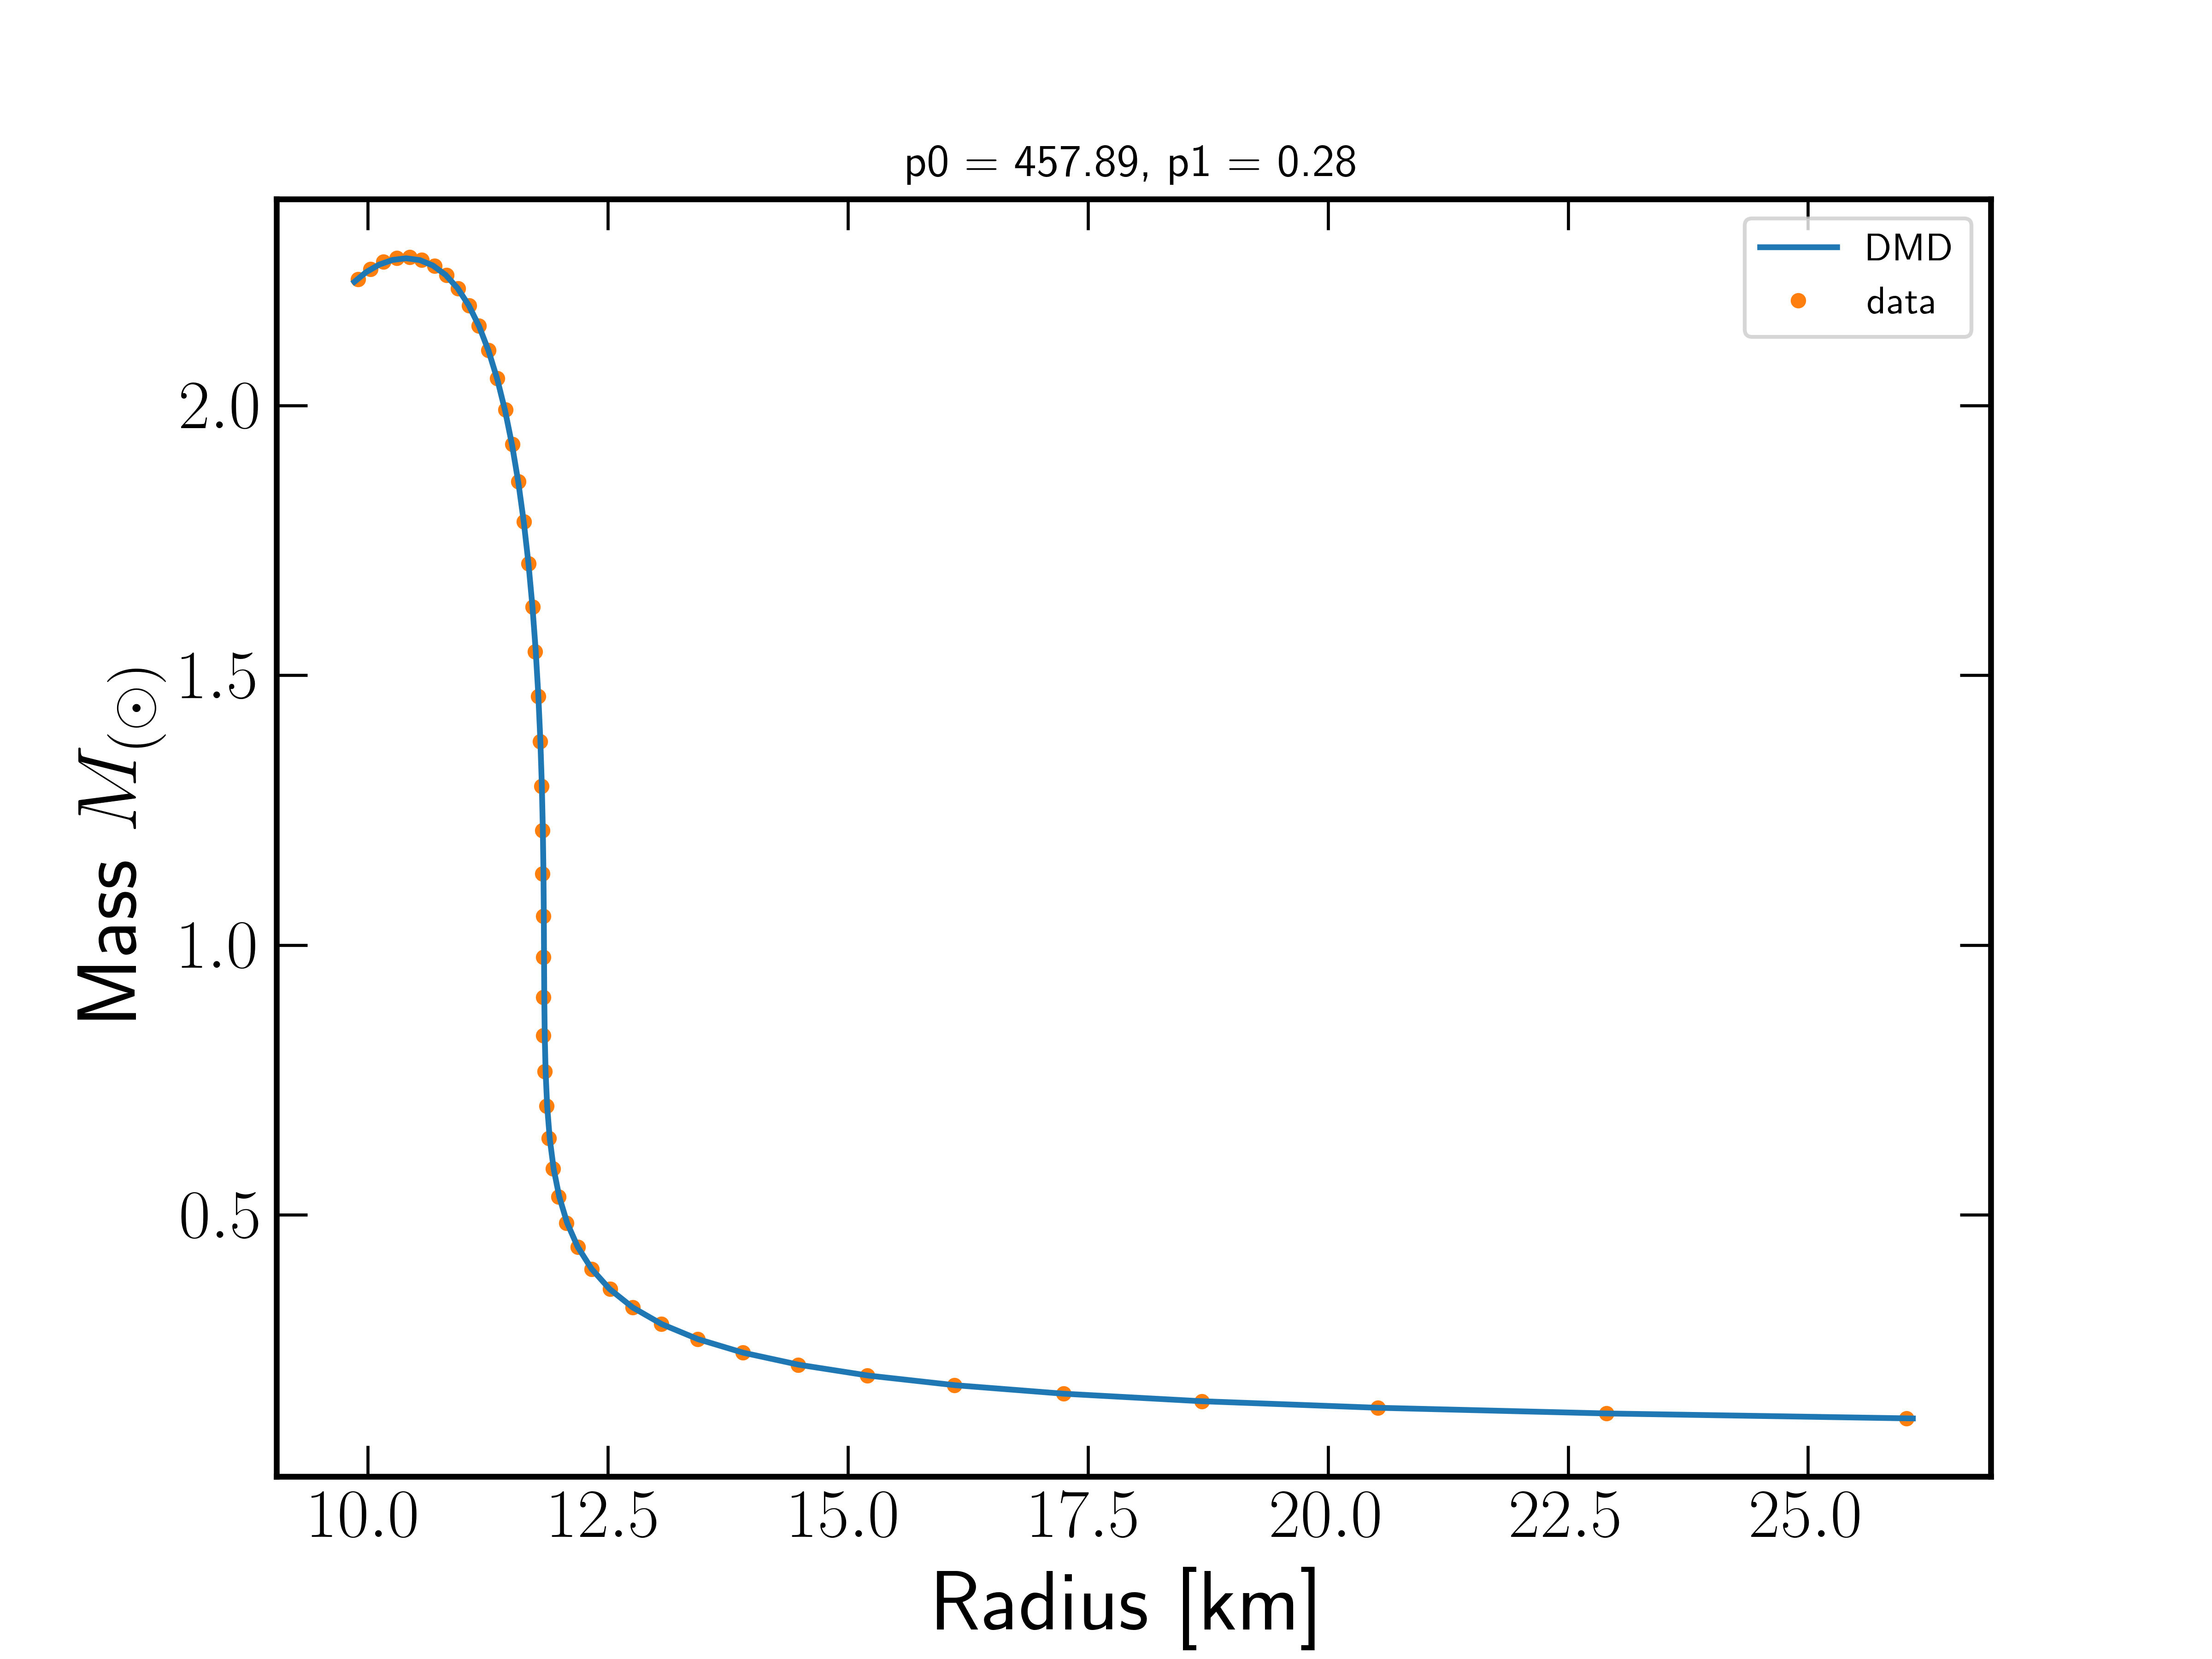 p0 = 457.89, p1 = 0.28
DMD
data
2.0
1.5
1.0
0.5
Mass M(⊙)
10.0 12.5 15.0 17.5 20.0 22.5 25.0
Radius [km]